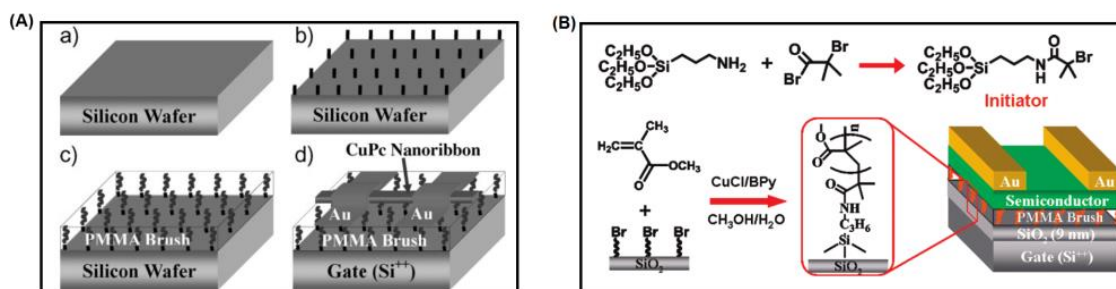 (A)
a)
Silicon Wafer
b)
Silicon Wafer
c)
PMMA Brush
Silicon Wafer
d)
CuPc Nanoribbon
Au Au
PMMA Brush
Gate (Si++)
(B)
C2H5O
C2H5O Si NH2
C2H5O
+
O Br
Br
C2H5O
C2H5O Si N
H
C2H5O
O Br
Initiator
CH3
H2C
O CH3
O
+
Br Br Br
SiO2
CuCl/BPy
CH3OH/H2O
O n
O
O
NH
C3H6
Si
SiO2
Au Au
Semiconductor
PMMA Brush
SiO2 (9 nm)
Gate (Si++)